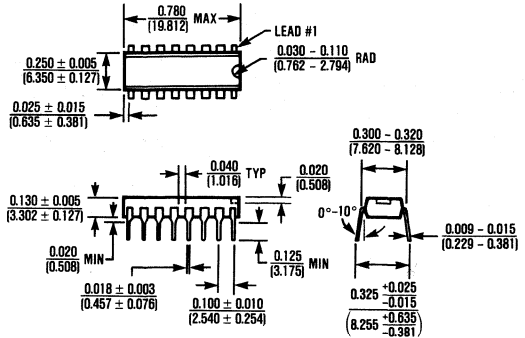 0.780
(19.812)
MAX
LEAD #1
0.030 – 0.110
(0.762 – 2.794)
RAD
0.250 ± 0.005
(6.350 ± 0.127)
0.025 ± 0.015
(0.635 ± 0.381)
0.300 – 0.320
(7.620 – 8.128)
0.040
(1.016)
TYP
0.020
(0.508)
0.130 ± 0.005
(3.302 ± 0.127)
0°–10°
0.009 – 0.015
(0.229 – 0.381)
0.020
(0.508)
MIN
0.125
(3.175)
MIN
0.018 ± 0.003
(0.457 ± 0.076)
0.100 ± 0.010
(2.540 ± 0.254)
0.325 +0.025
–0.015
(8.255 +0.635
–0.381)